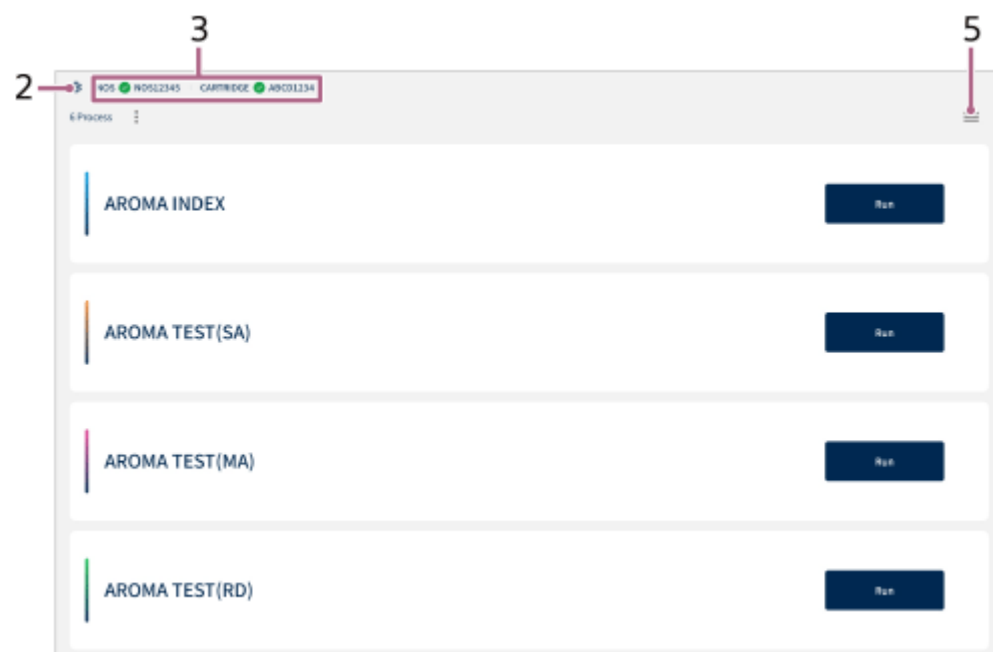 3
5
2
NOS NOS12345 CARTRIDGE ABC01234
6 Process
AROMA INDEX
Run
AROMA TEST(SA)
Run
AROMA TEST(MA)
Run
AROMA TEST(RD)
Run